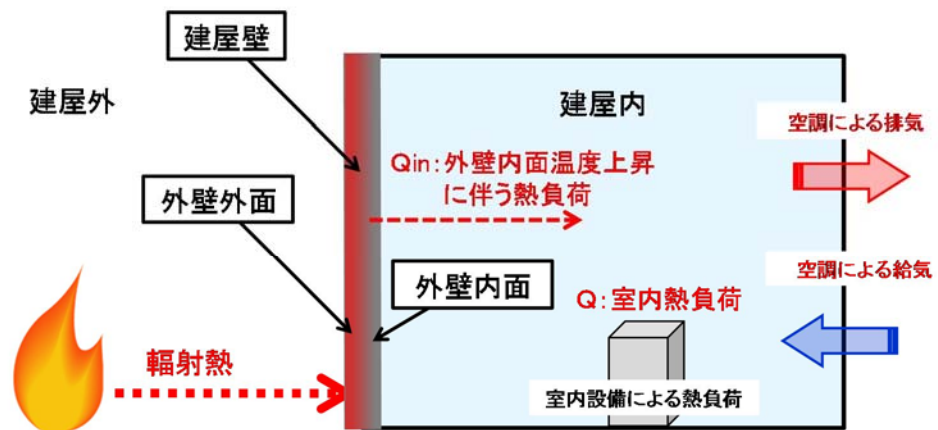 建屋壁
建屋外
建屋内
空調による排気
Qin：外壁内面温度上昇
に伴う熱負荷
外壁外面
外壁内面
空調による給気
Q：室内熱負荷
輻射熱
室内設備による熱負荷